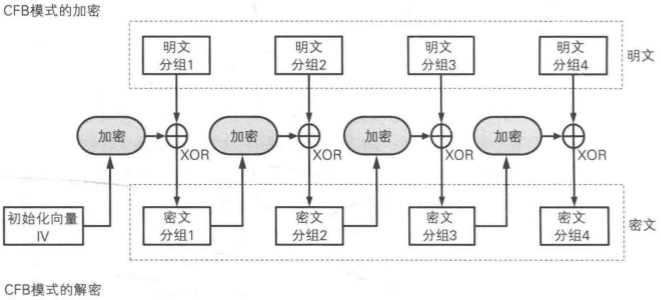 CFB模式的加密
明文
分组1
明文
分组2
明文
分组3
明文
分组4
明文
加密
XOR
加密
XOR
加密
XOR
加密
XOR
初始化向量
IV
密文
分组1
密文
分组2
密文
分组3
密文
分组4
密文
CFB模式的解密